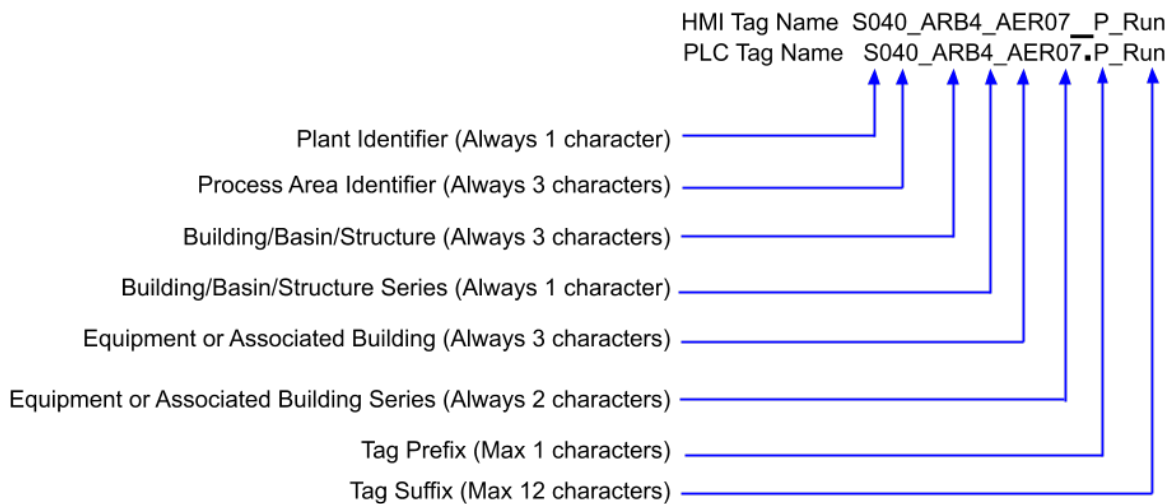 HMI Tag Name S040_ARB4_AER07__P_Run
PLC Tag Name S040_ARB4_AER07.P_Run
Plant Identifier (Always 1 character)
Process Area Identifier (Always 3 characters)
Building/Basin/Structure (Always 3 characters)
Building/Basin/Structure Series (Always 1 character)
Equipment or Associated Building (Always 3 characters)
Equipment or Associated Building Series (Always 2 characters)
Tag Prefix (Max 1 characters)
Tag Suffix (Max 12 characters)